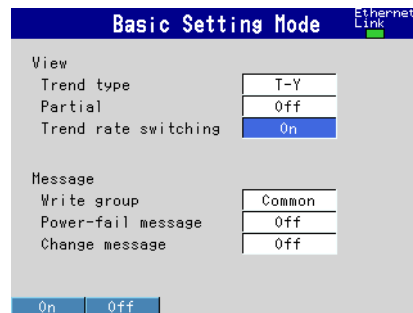 Basic Setting Mode
Ethernet
Link
View
Trend type T-Y
Partial Off
Trend rate switching On
Message
Write group Common
Power-fail message Off
Change message Off
On Off